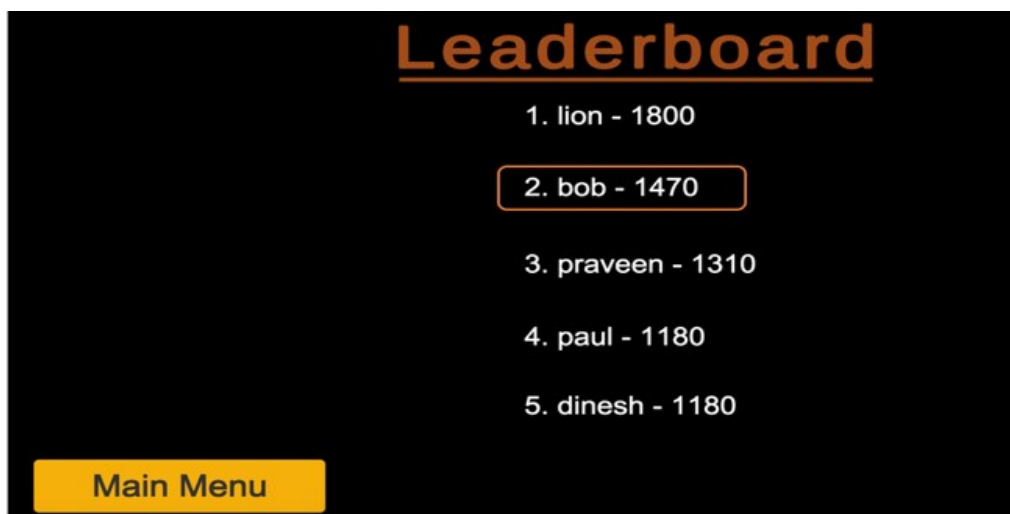 Leaderboard
1. lion - 1800
2. bob - 1470
3. praveen - 1310
4. paul - 1180
5. dinesh - 1180
Main Menu